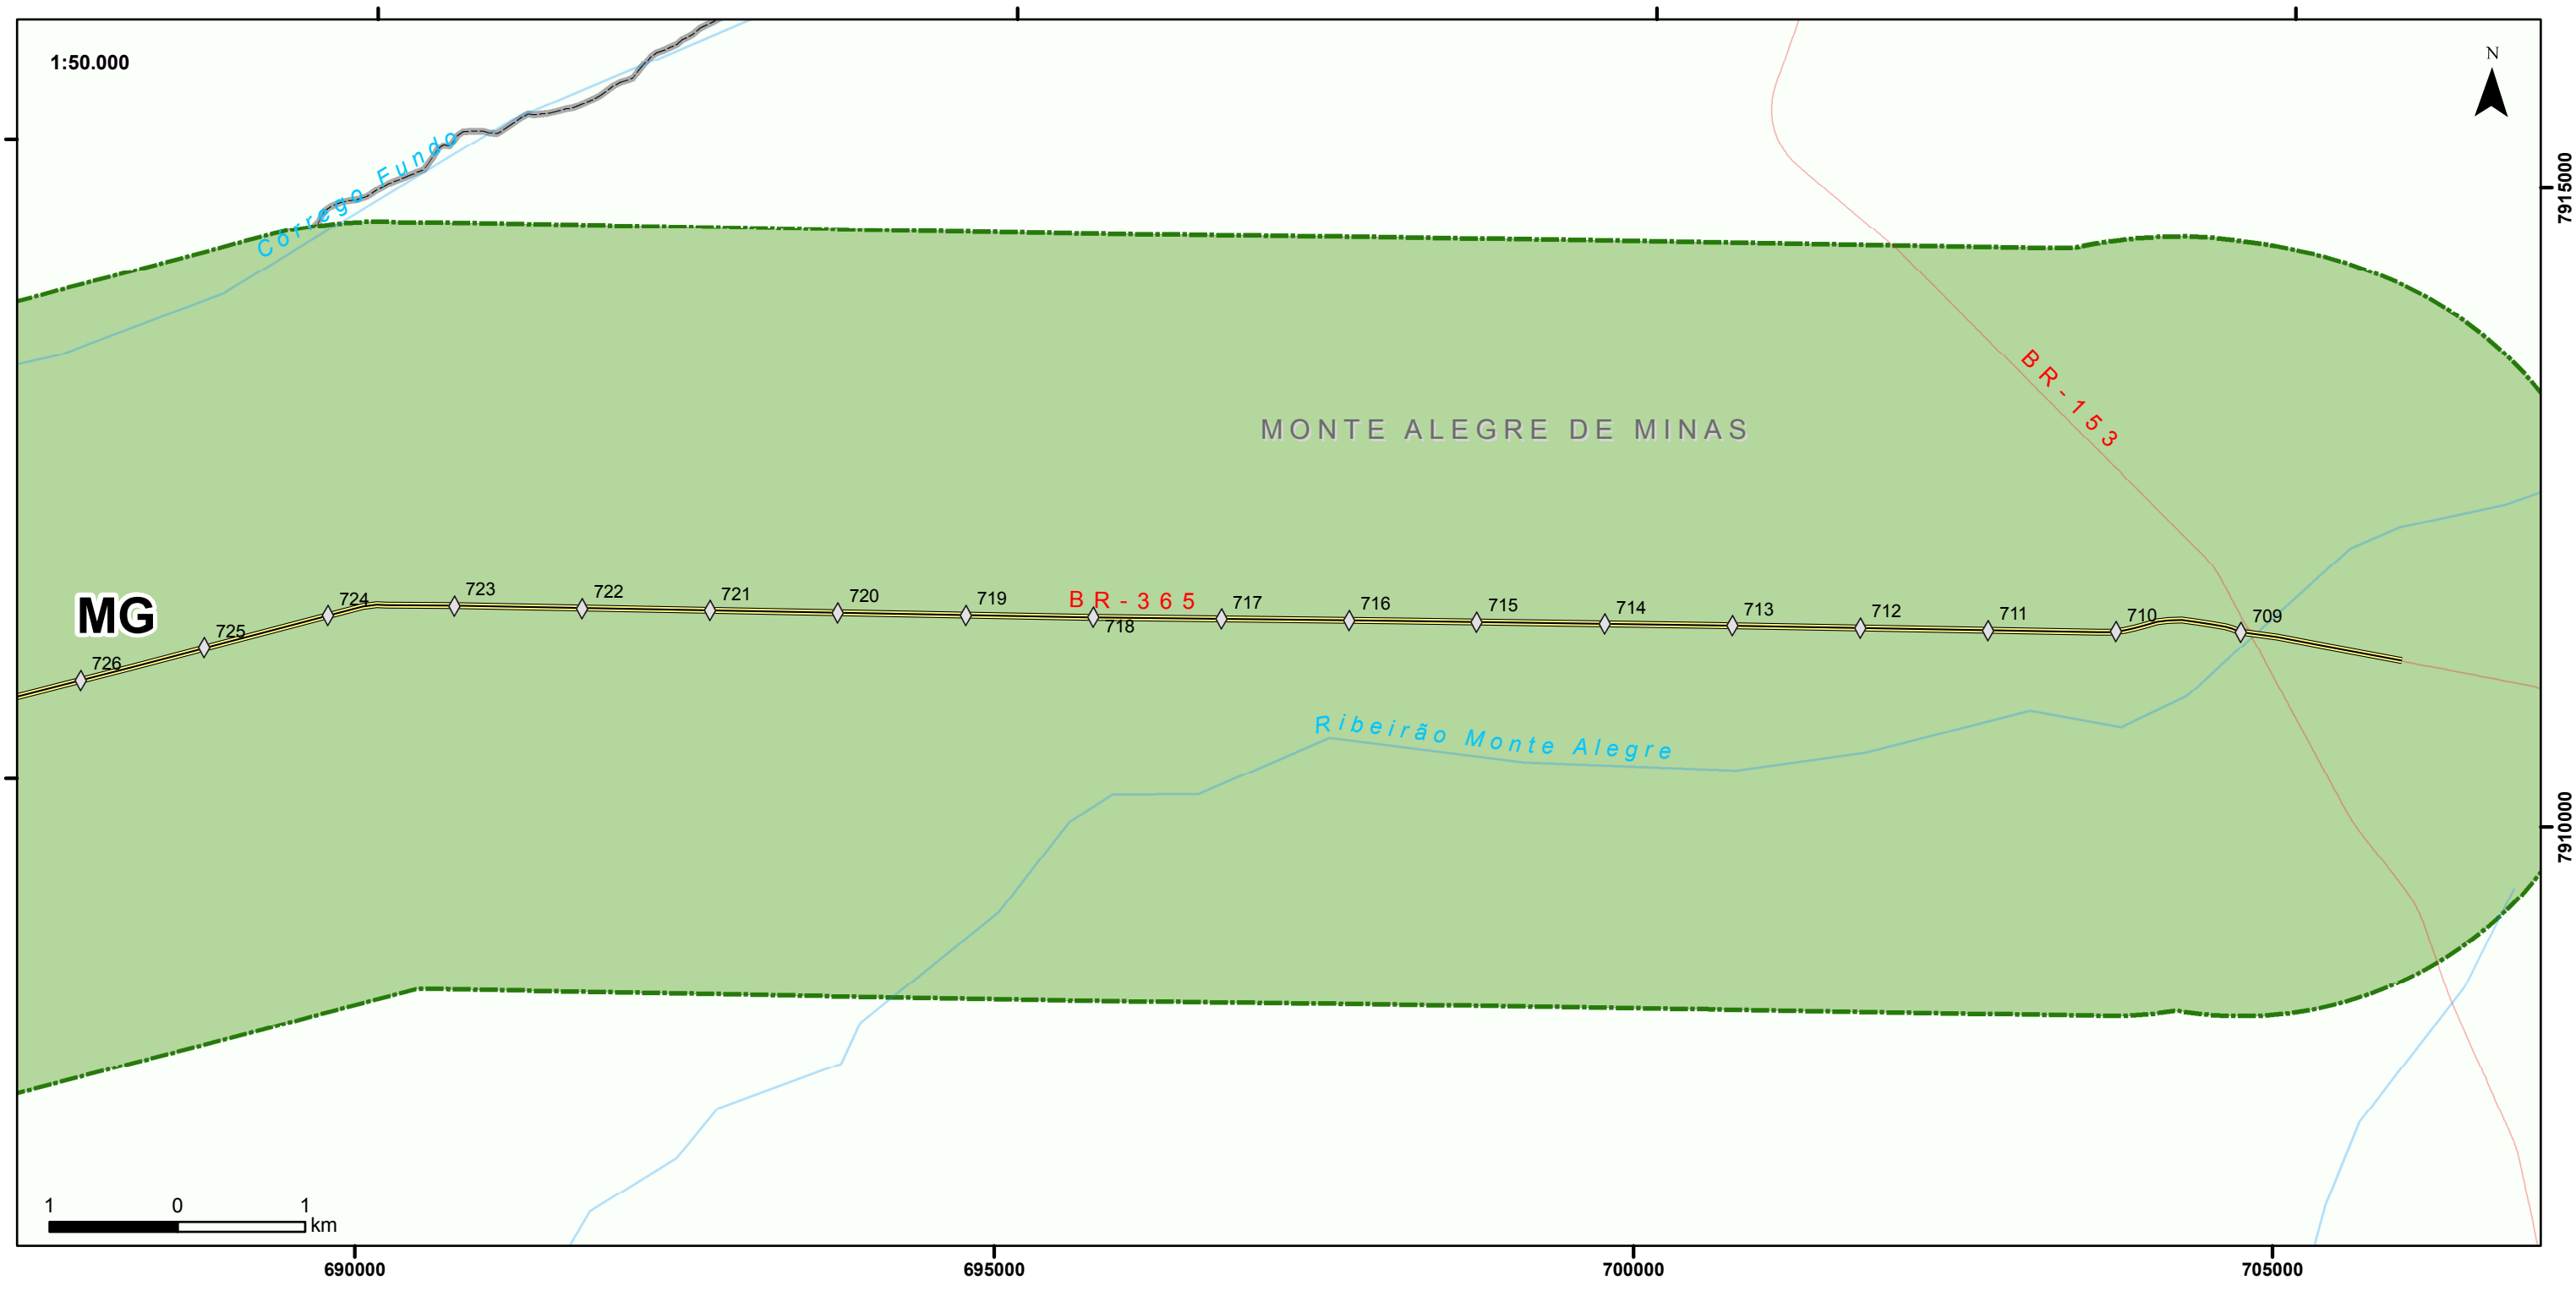 N
1:50.000
7915000
Corrego Fundo
BR-153
MONTE ALEGRE DE MINAS
MG
726
725
724
723
722
721
720
719
BR-365
718
717
716
715
714
713
712
711
710
709
Ribeirão Monte Alegre
7910000
1 0 1
km
690000 695000 700000 705000